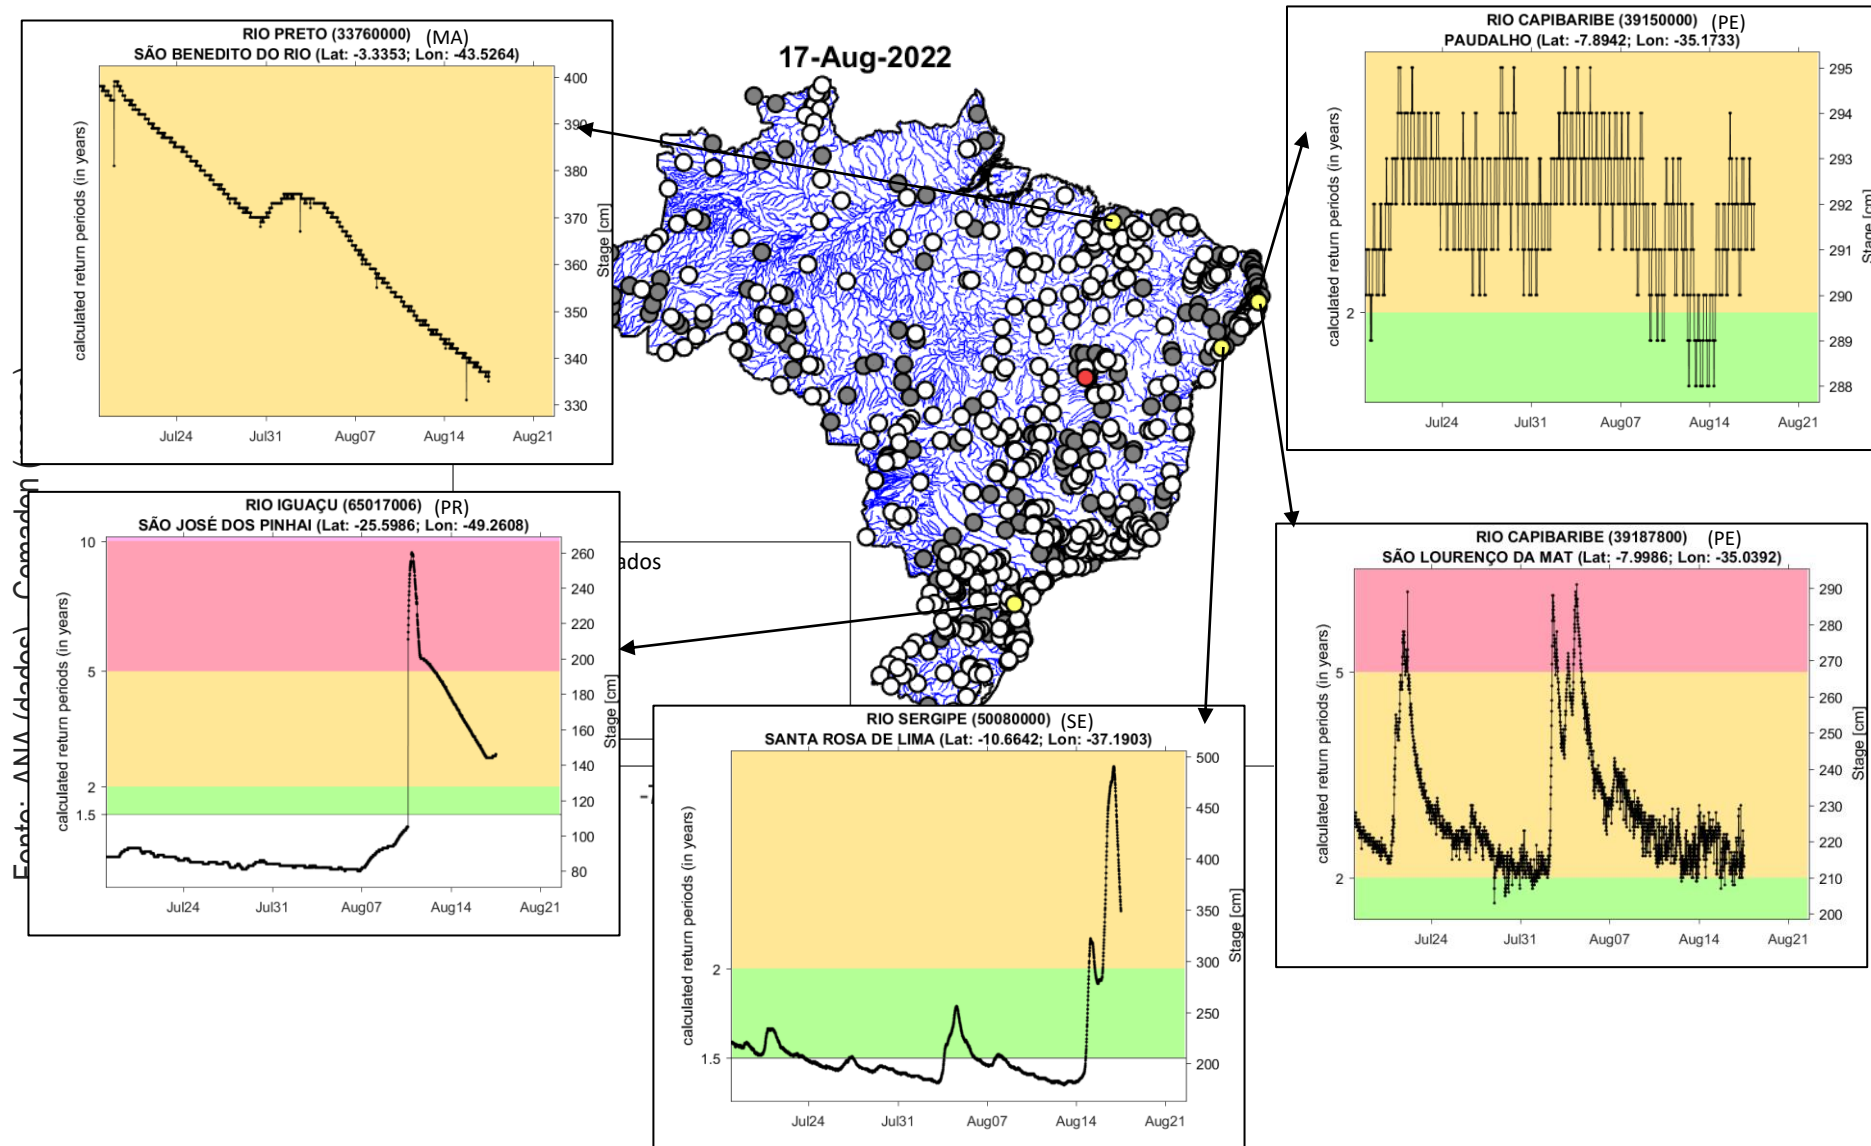 17-Aug-2022
RIO PRETO (33760000) (MA)
SÃO BENEDITO DO RIO (Lat: -3.3353; Lon: -43.5264)
calculated return periods (in years)
400
390
380
370
360
350
340
330
Stage [cm]
Jul24 Jul31 Aug07 Aug14 Aug21
RIO CAPIBARIBE (39150000) (PE)
PAUDALHO (Lat: -7.8942; Lon: -35.1733)
calculated return periods (in years)
2
295
294
293
292
291
290
289
288
Stage [cm]
Jul24 Jul31 Aug07 Aug14 Aug21
RIO IGUAÇU (65017006) (PR)
SÃO JOSÉ DOS PINHAI (Lat: -25.5986; Lon: -49.2608)
calculated return periods (in years)
10
5
2
1.5
260
240
220
200
180
160
140
120
100
80
Stage [cm]
Jul24 Jul31 Aug07 Aug14 Aug21
ados
RIO CAPIBARIBE (39187800) (PE)
SÃO LOURENÇO DA MAT (Lat: -7.9986; Lon: -35.0392)
calculated return periods (in years)
5
2
290
280
270
260
250
240
230
220
210
200
Stage [cm]
Jul24 Jul31 Aug07 Aug14 Aug21
RIO SERGIPE (50080000) (SE)
SANTA ROSA DE LIMA (Lat: -10.6642; Lon: -37.1903)
calculated return periods (in years)
2
1.5
500
450
400
350
300
250
200
Stage [cm]
Jul24 Jul31 Aug07 Aug14 Aug21